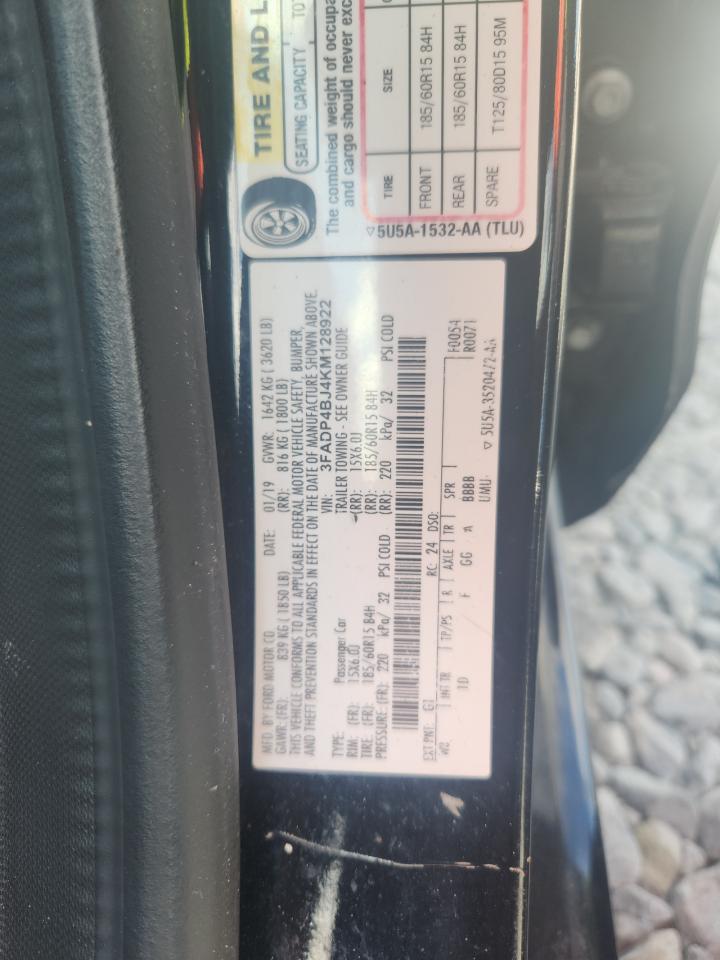 TIRE AND L
SEATING CAPACITY TO
The combined weight of occupa
and cargo should never exc
TIRE SIZE
FRONT 185/60R15 84H
REAR 185/60R15 84H
SPARE T125/80D15 95M
5U5A-1532-AA (TLU)
MFD. BY FORD MOTOR CO. DATE: 01/19 GVWR: 1642 KG ( 3620 LB)
GAWR:(FR): 839 KG ( 1850 LB) (RR): 816 KG ( 1800 LB)
THIS VEHICLE CONFORMS TO ALL APPLICABLE FEDERAL MOTOR VEHICLE SAFETY, BUMPER,
AND THEFT PREVENTION STANDARDS IN EFFECT ON THE DATE OF MANUFACTURE SHOWN ABOVE.
VIN: 3FADP4BJ4KM128922
TYPE: Passenger Car TRAILER TOWING - SEE OWNER GUIDE
RIM: (FR): 15X6.0J (RR): 15X6.0J
TIRE: (FR): 185/60R15 84H (RR): 185/60R15 84H
PRESSURE:(FR): 220 kPa/ 32 PSI COLD (RR): 220 kPa/ 32 PSI COLD
EXT PNT: G1 RC: 24 DSO: F0054
WB INT TR TP/PS R AXLE TR SPR R0071
ID F GG A BBBB
UMU: 5U5A-3520472-AA